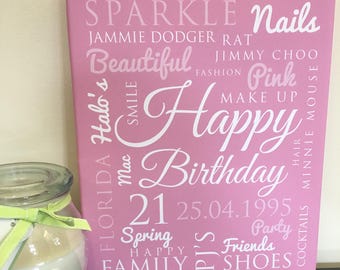 SPARKLE
Nails
JAMMIE DODGER
RAT
JIMMY CHOO
Beautiful
FASHION
Pink
MAKE UP
Halo's
SMILE
MINNIE MOUSE
Happy
Birthday
HAIR
FLORIDA
Mac
21
25.04.1995
Spring
Party
COCKTAILS
HAPPY
Friends
FAMILY
SHOES